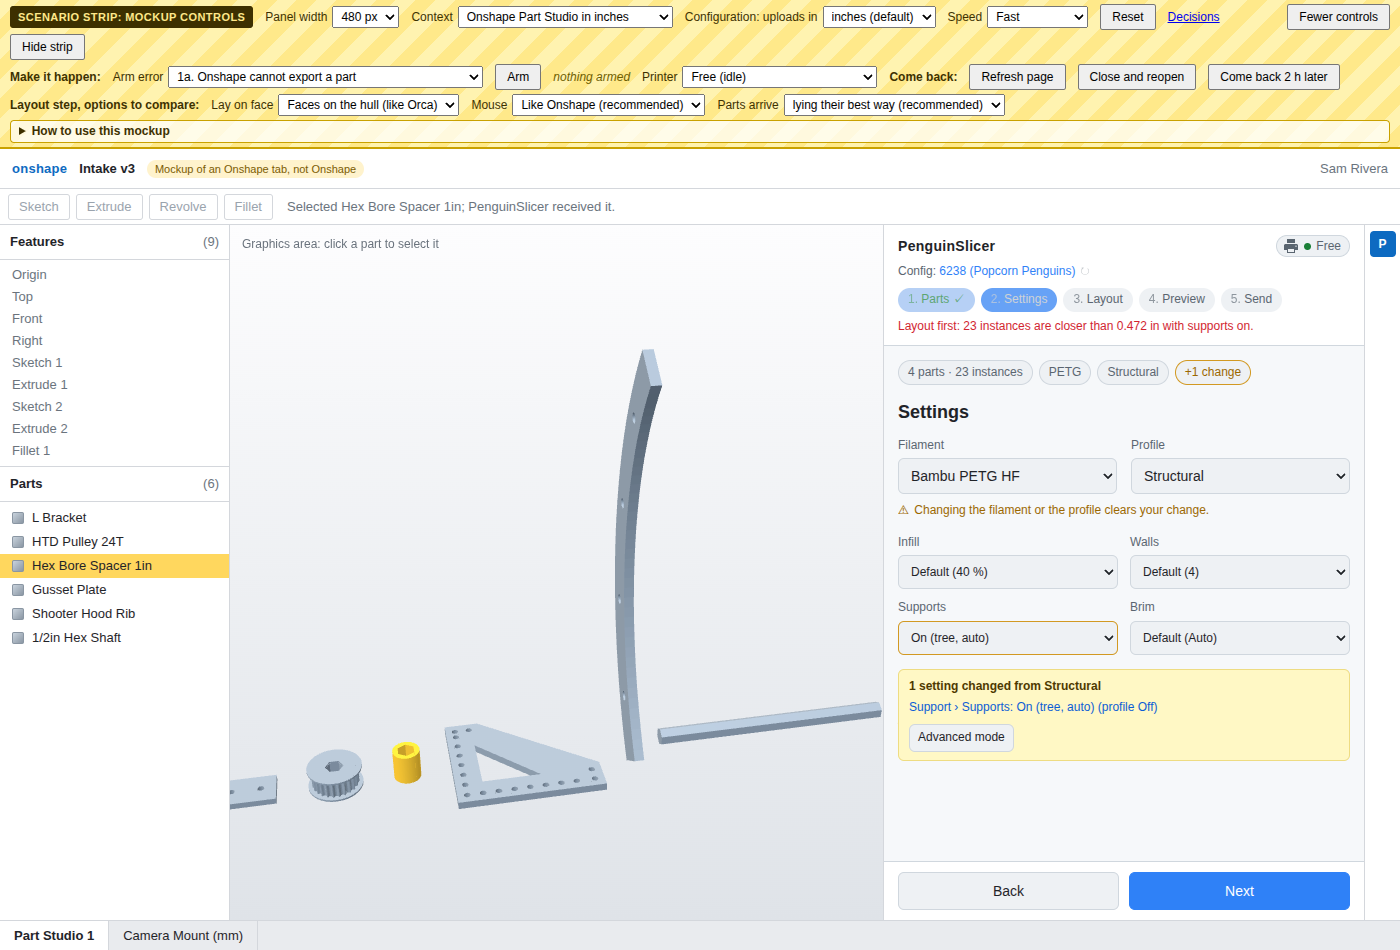 SCENARIO STRIP: MOCKUP CONTROLS Panel width 480 px Context Onshape Part Studio in inches Configuration: uploads in inches (default) Speed Fast Reset Decisions Fewer controls
Hide strip
Make it happen: Arm error 1a. Onshape cannot export a part Arm nothing armed Printer Free (idle) Come back: Refresh page Close and reopen Come back 2 h later
Layout step, options to compare: Lay on face Faces on the hull (like Orca) Mouse Like Onshape (recommended) Parts arrive lying their best way (recommended)
How to use this mockup
onshape Intake v3 Mockup of an Onshape tab, not Onshape Sam Rivera
Sketch Extrude Revolve Fillet Selected Hex Bore Spacer 1in; PenguinSlicer received it.
Features (9)
Origin
Top
Front
Right
Sketch 1
Extrude 1
Sketch 2
Extrude 2
Fillet 1
Parts (6)
L Bracket
HTD Pulley 24T
Hex Bore Spacer 1in
Gusset Plate
Shooter Hood Rib
1/2in Hex Shaft
Graphics area: click a part to select it
PenguinSlicer Free
Config: 6238 (Popcorn Penguins)
1. Parts ✓ 2. Settings 3. Layout 4. Preview 5. Send
Layout first: 23 instances are closer than 0.472 in with supports on.
4 parts · 23 instances PETG Structural +1 change
Settings
Filament Profile
Bambu PETG HF Structural
⚠ Changing the filament or the profile clears your change.
Infill Walls
Default (40 %) Default (4)
Supports Brim
On (tree, auto) Default (Auto)
1 setting changed from Structural
Support › Supports: On (tree, auto) (profile Off)
Advanced mode
Back Next
P
Part Studio 1 Camera Mount (mm)